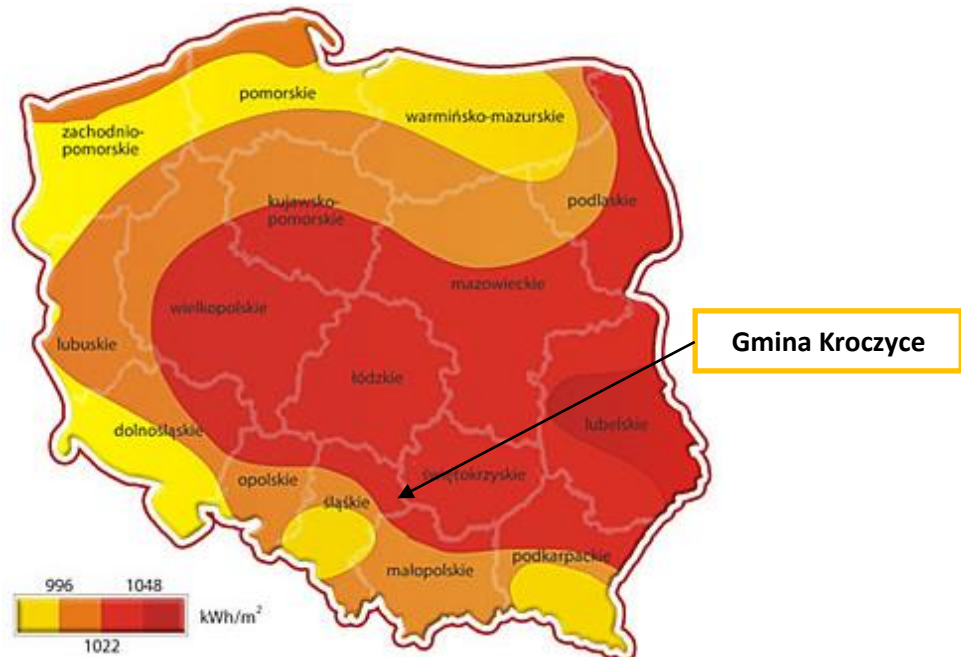 pomorskie
warmińsko-mazurskie
zachodnio-
pomorskie
podlaskie
kujawsko-
pomorskie
mazowieckie
wielkopolskie
Gmina Kroczyce
lubuskie
łódzkie
lubelskie
dolnośląskie
świętokrzyskie
opolskie
śląskie
podkarpackie
małopolskie
996 1048
kWh/m²
1022